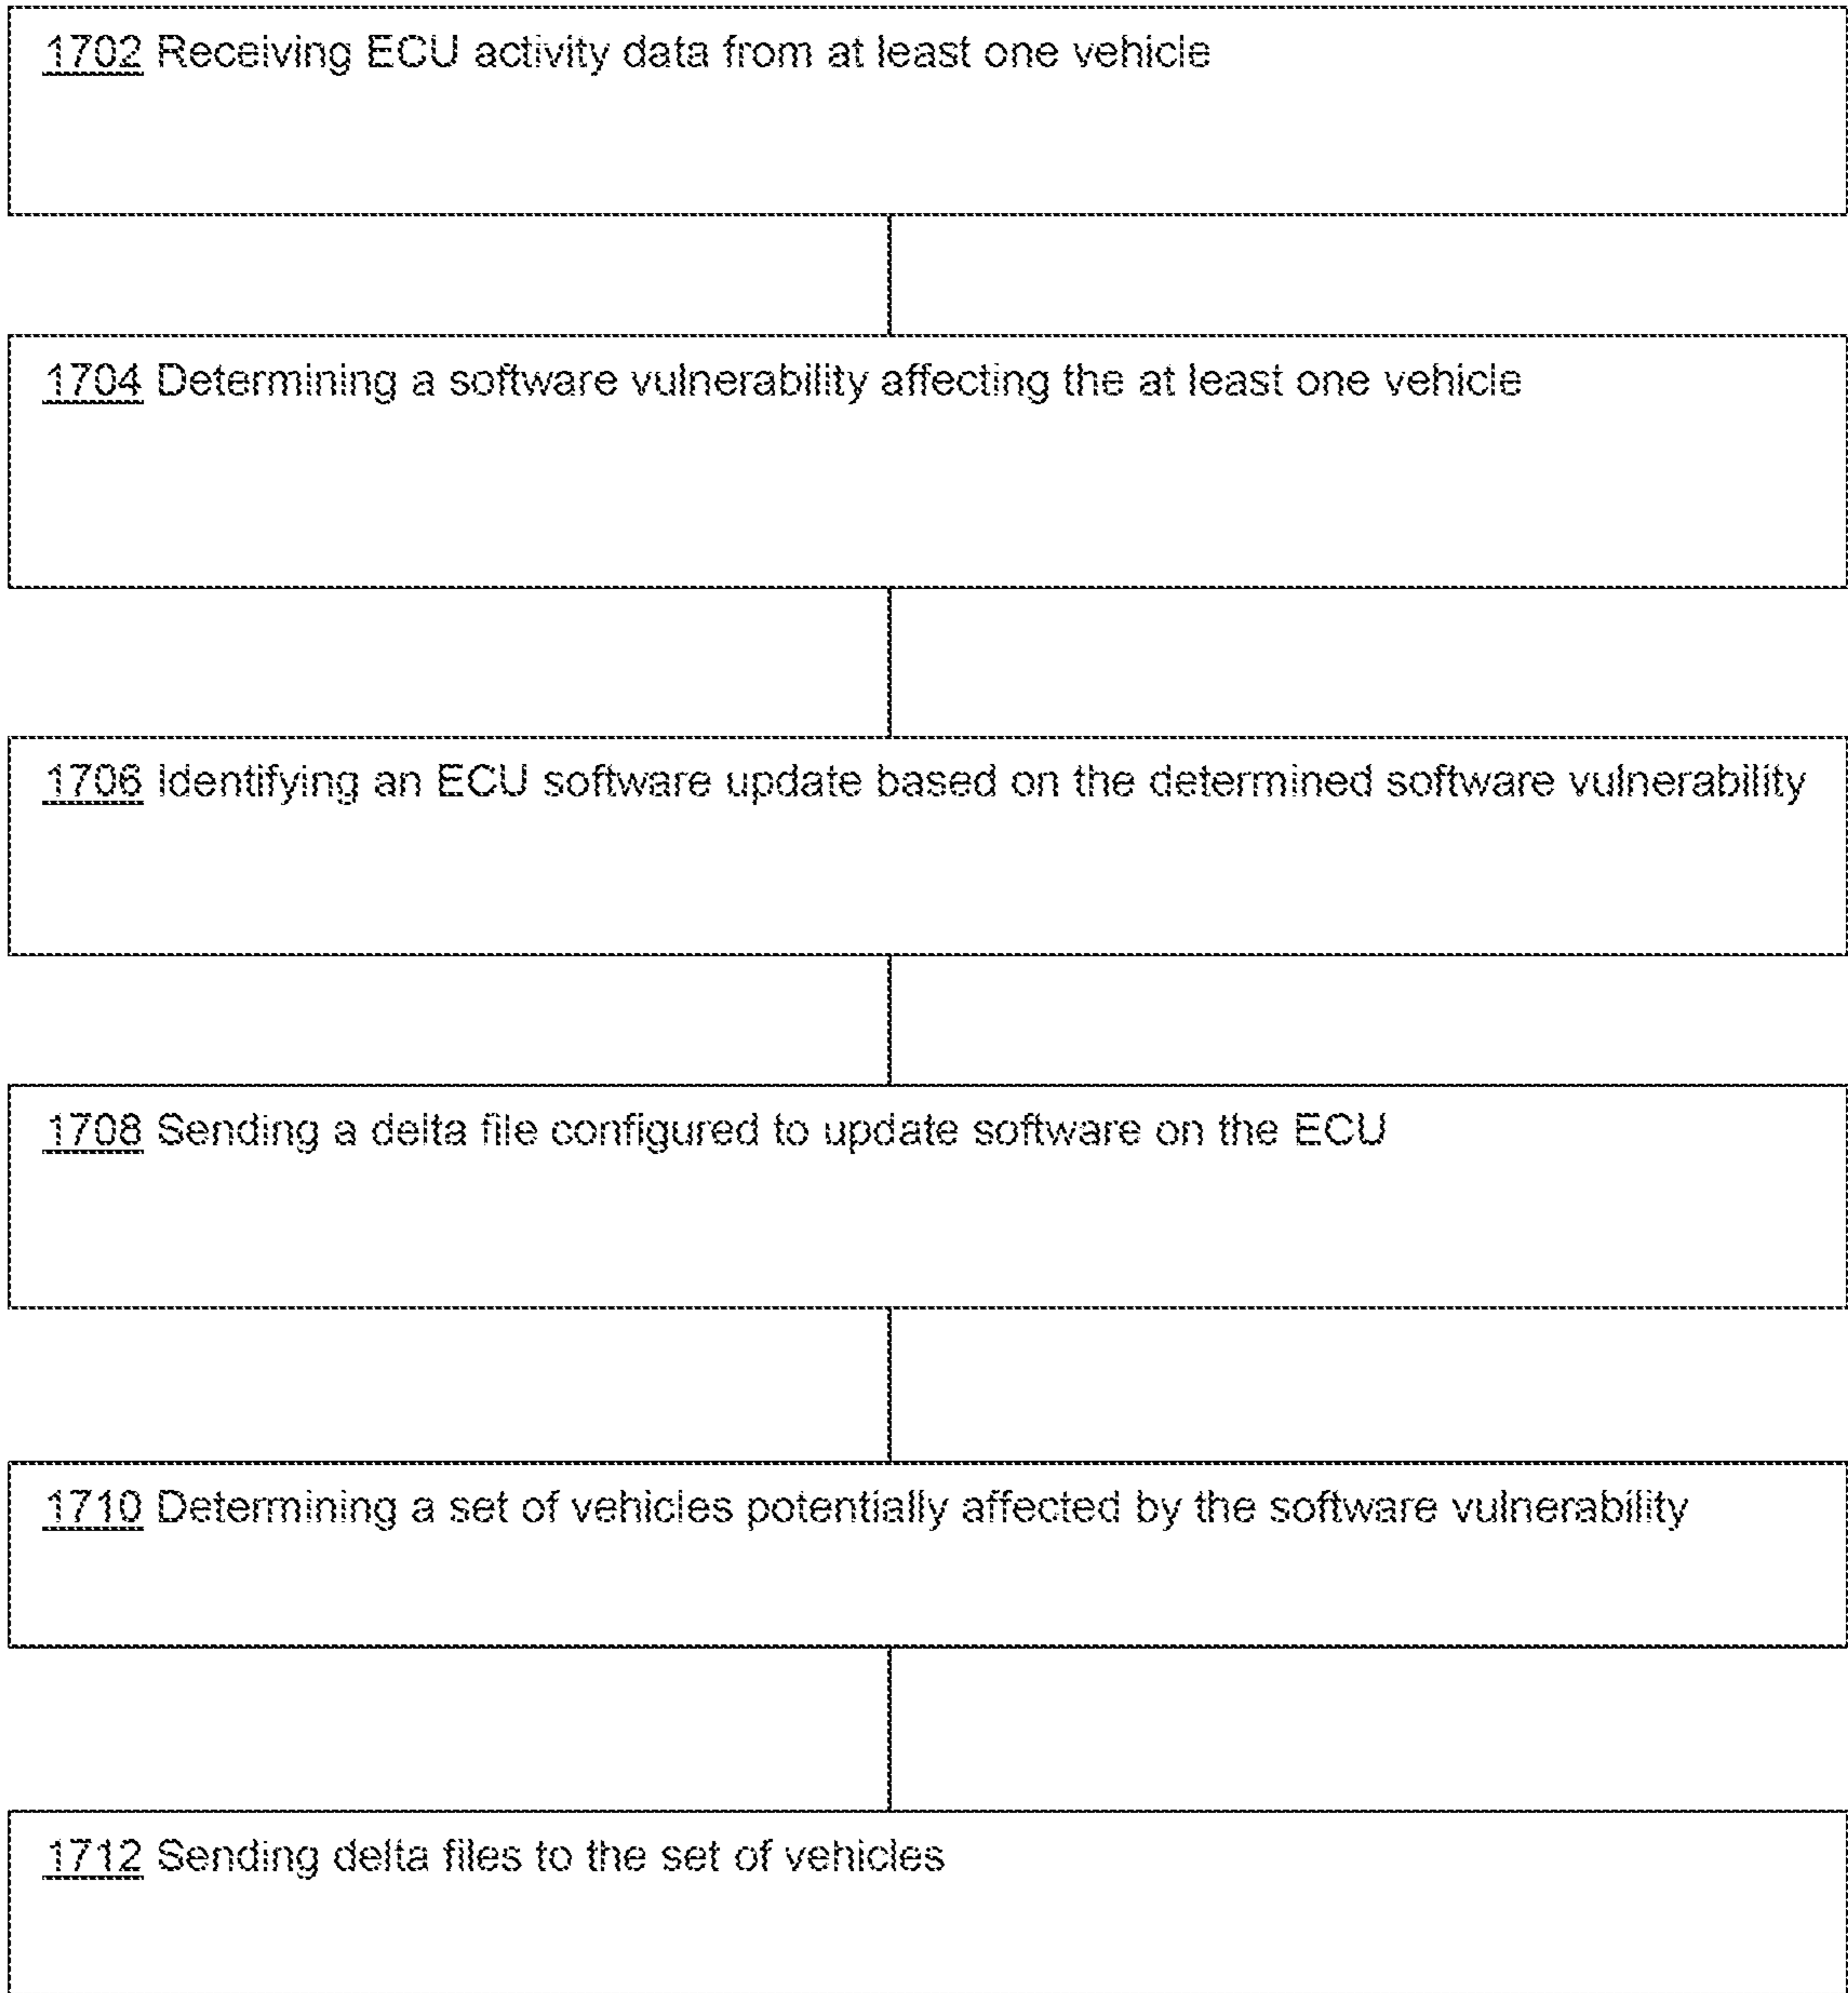 1702 Receiving ECU activity data from at least one vehicle
1704 Determining a software vulnerability affecting the at least one vehicle
1706 Identifying an ECU software update based on the determined software vulnerability
1708 Sending a delta file configured to update software on the ECU
1710 Determining a set of vehicles potentially affected by the software vulnerability
1712 Sending delta files to the set of vehicles